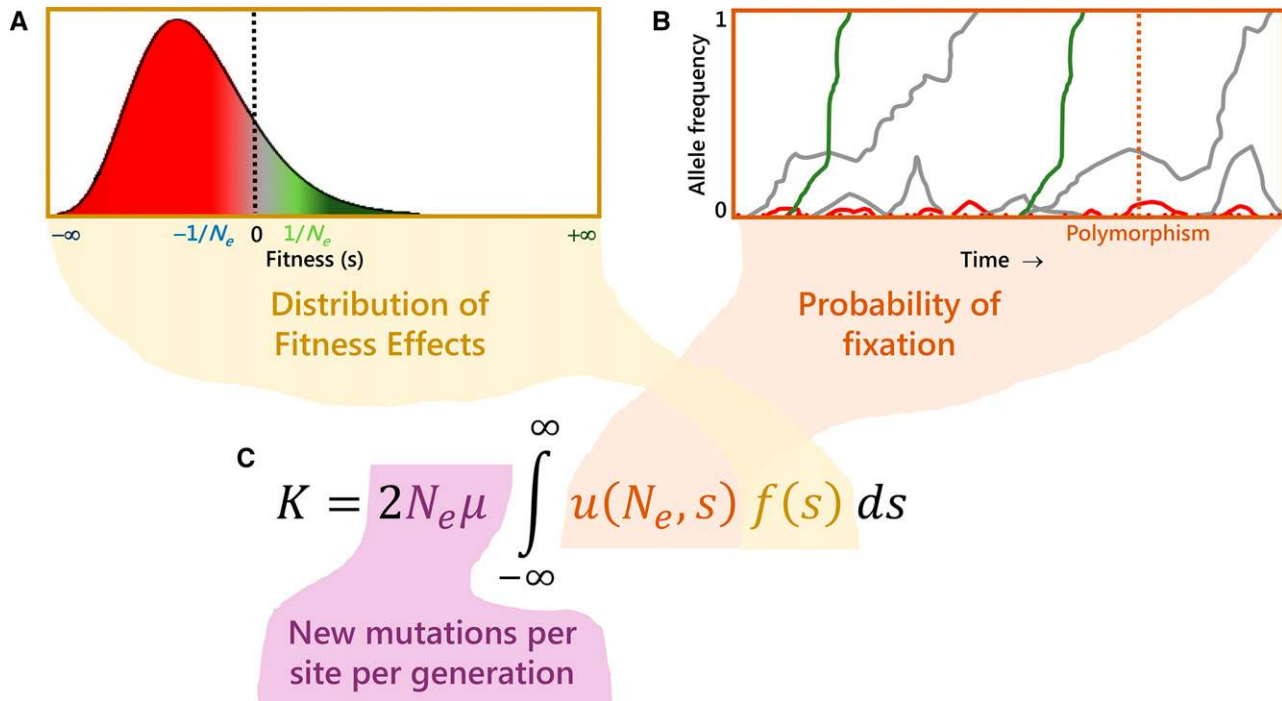 A
−∞
−1/Nₑ
0
1/Nₑ
+∞
Fitness (s)
Distribution of
Fitness Effects
B
1
Allele frequency
0
Polymorphism
Time →
Probability of
fixation
C
K = 2Nₑμ ∫−∞^∞ u(Nₑ, s) f(s) ds
New mutations per
site per generation